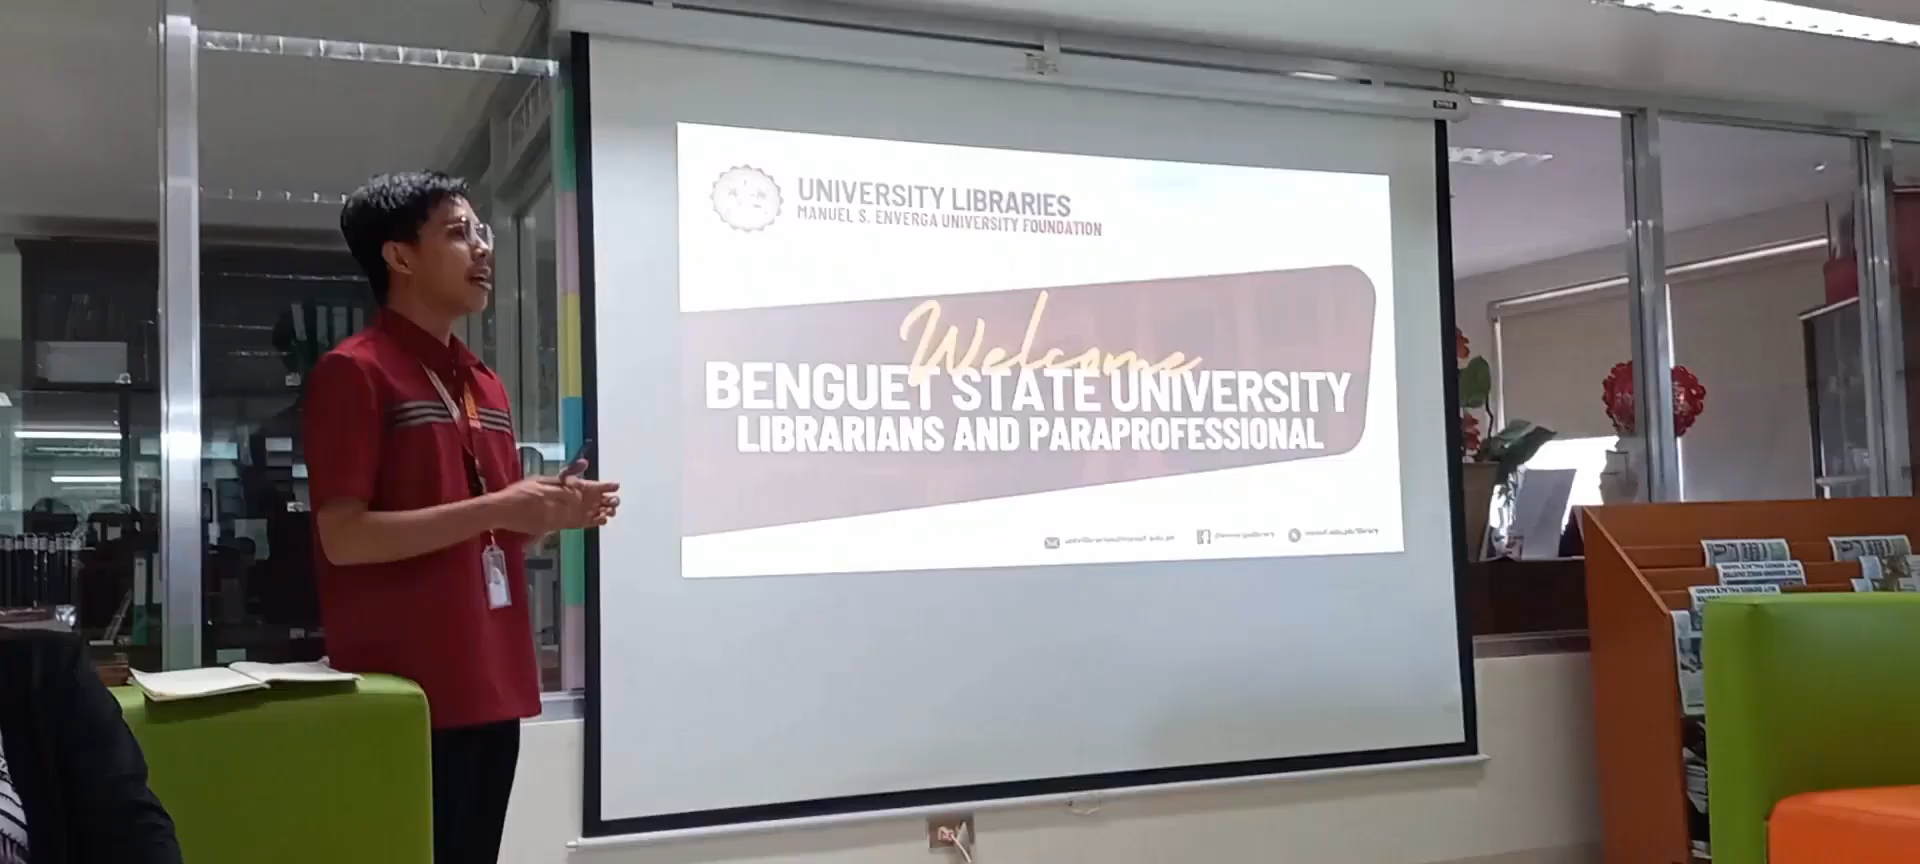 UNIVERSITY LIBRARIES
MANUEL S. ENVERGA UNIVERSITY FOUNDATION
Welcome
BENGUET STATE UNIVERSITY
LIBRARIANS AND PARAPROFESSIONAL